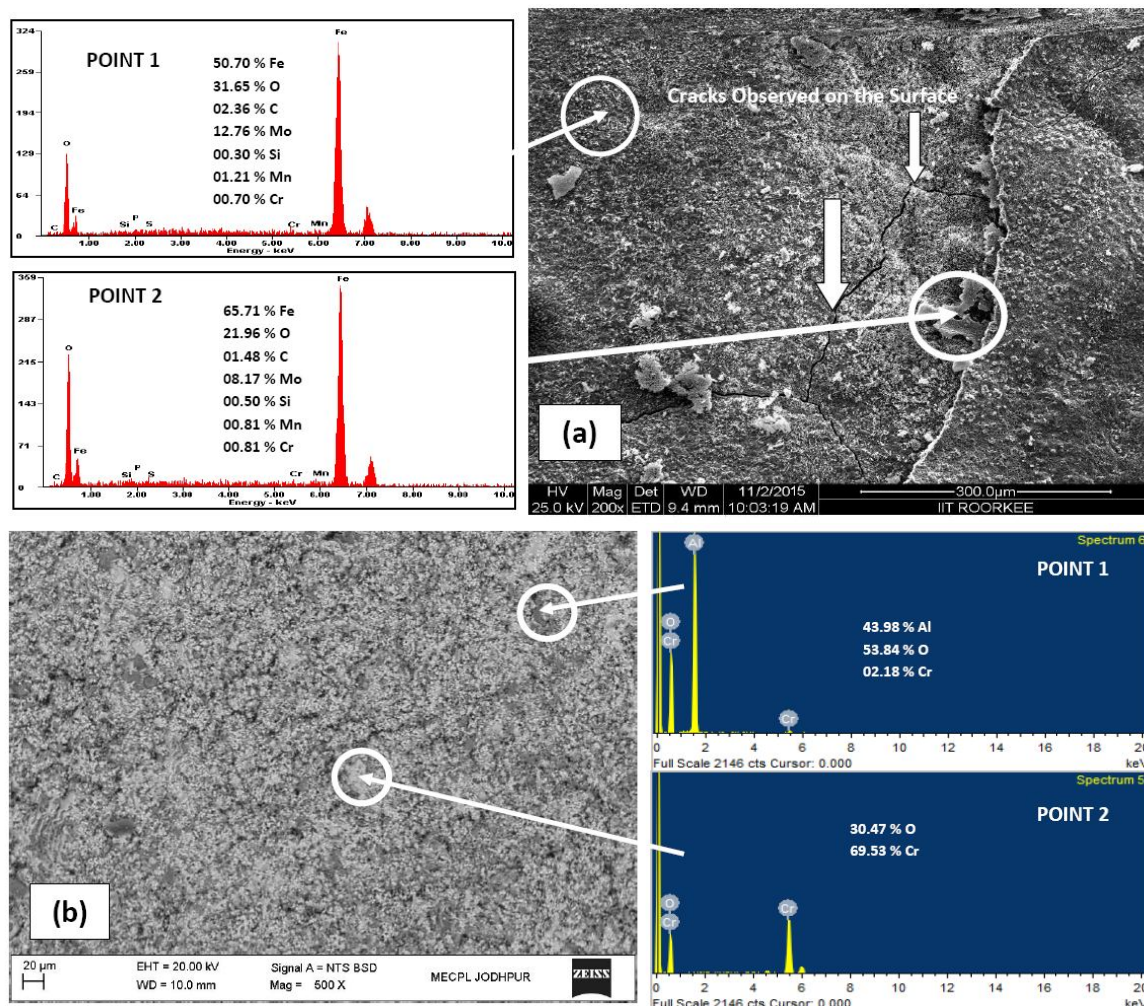 POINT 1
50.70 % Fe
31.65 % O
02.36 % C
12.76 % Mo
00.30 % Si
01.21 % Mn
00.70 % Cr
324
259
194
129
64
0
C
O
Fe
Si
P
S
Cr
Mn
Fe
1.00 2.00 3.00 4.00 5.00 6.00 7.00 8.00 9.00 10.0
Energy - keV
POINT 2
65.71 % Fe
21.96 % O
01.48 % C
08.17 % Mo
00.50 % Si
00.81 % Mn
00.81 % Cr
359
287
215
143
71
0
C
O
Fe
Si
P
S
Cr
Mn
Fe
1.00 2.00 3.00 4.00 5.00 6.00 7.00 8.00 9.00 10.0
Energy - keV
Cracks Observed on the Surface
(a)
HV Mag Det WD 11/2/2015 300.0µm
25.0 kV 200x ETD 9.4 mm 10:03:19 AM IIT ROORKEE
(b)
20 µm EHT = 20.00 kV Signal A = NTS BSD MECPL JODHPUR ZEISS
WD = 10.0 mm Mag = 500 X
Spectrum 6
POINT 1
Al
O
Cr
Cr
43.98 % Al
53.84 % O
02.18 % Cr
0 2 4 6 8 10 12 14 16 18 20
Full Scale 2146 cts Cursor: 0.000 keV
Spectrum 5
POINT 2
30.47 % O
69.53 % Cr
O
Cr
Cr
0 2 4 6 8 10 12 14 16 18 20
Full Scale 2146 cts Cursor: 0.000 keV